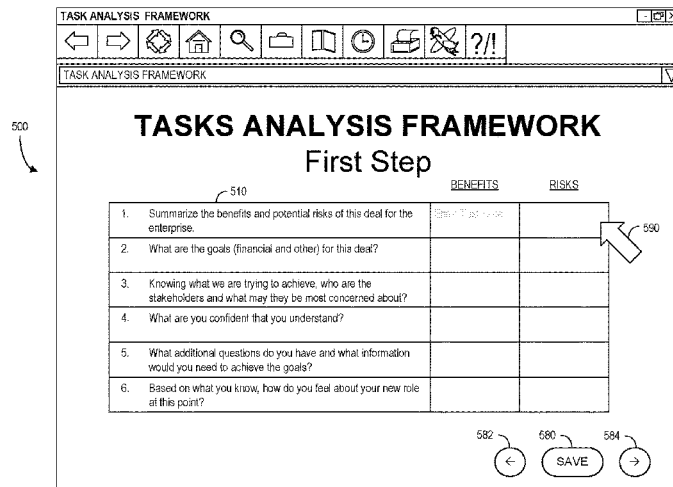 TASK ANALYSIS FRAMEWORK
?/!
TASK ANALYSIS FRAMEWORK
500
TASKS ANALYSIS FRAMEWORK
First Step
510
BENEFITS
RISKS
1. Summarize the benefits and potential risks of this deal for the
enterprise.
590
2. What are the goals (financial and other) for this deal?
3. Knowing what we are trying to achieve, who are the
stakeholders and what may they be most concerned about?
4. What are you confident that you understand?
5. What additional questions do you have and what information
would you need to achieve the goals?
6. Based on what you know, how do you feel about your new role
at this point?
582
580
584
SAVE